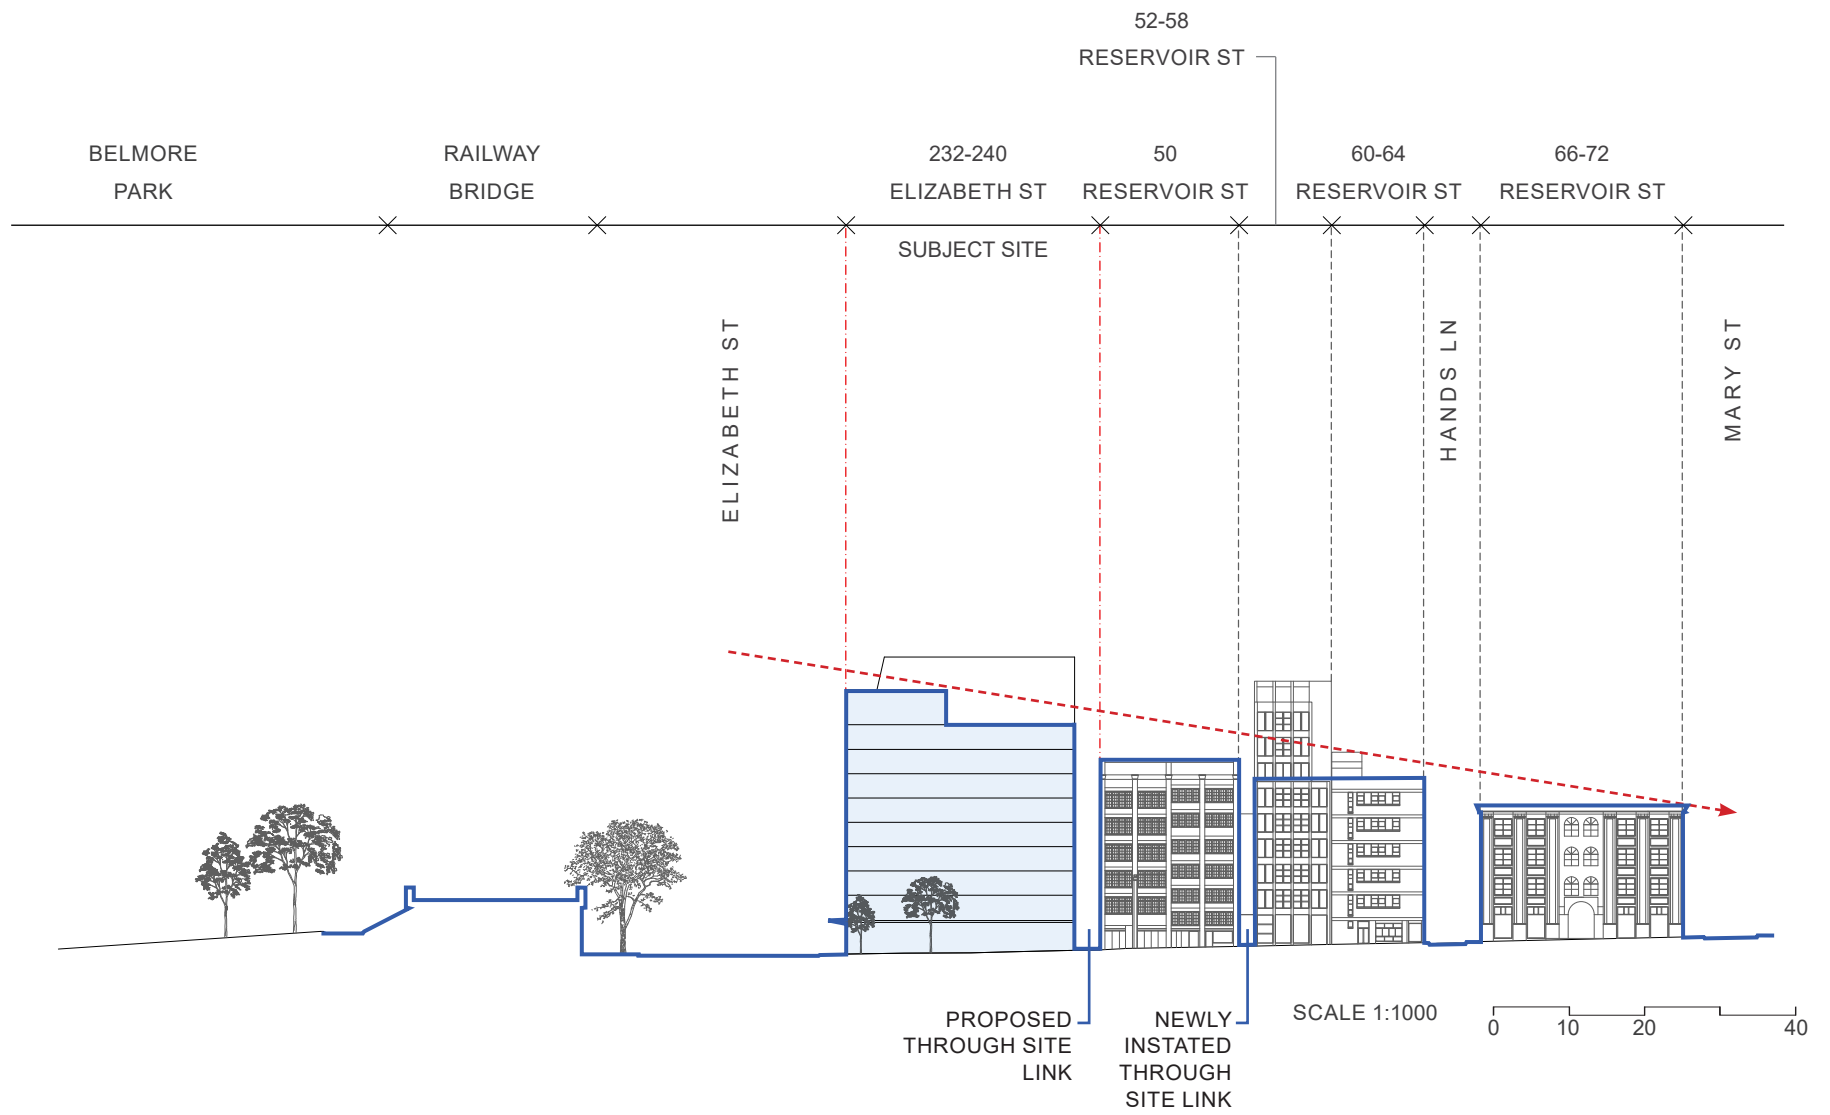 52-58
RESERVOIR ST
BELMORE
PARK
RAILWAY
BRIDGE
232-240
ELIZABETH ST
50
RESERVOIR ST
60-64
RESERVOIR ST
66-72
RESERVOIR ST
SUBJECT SITE
ELIZABETH ST
HANDS LN
MARY ST
PROPOSED
THROUGH SITE
LINK
NEWLY
INSTATED
THROUGH
SITE LINK
SCALE 1:1000
0 10 20 40